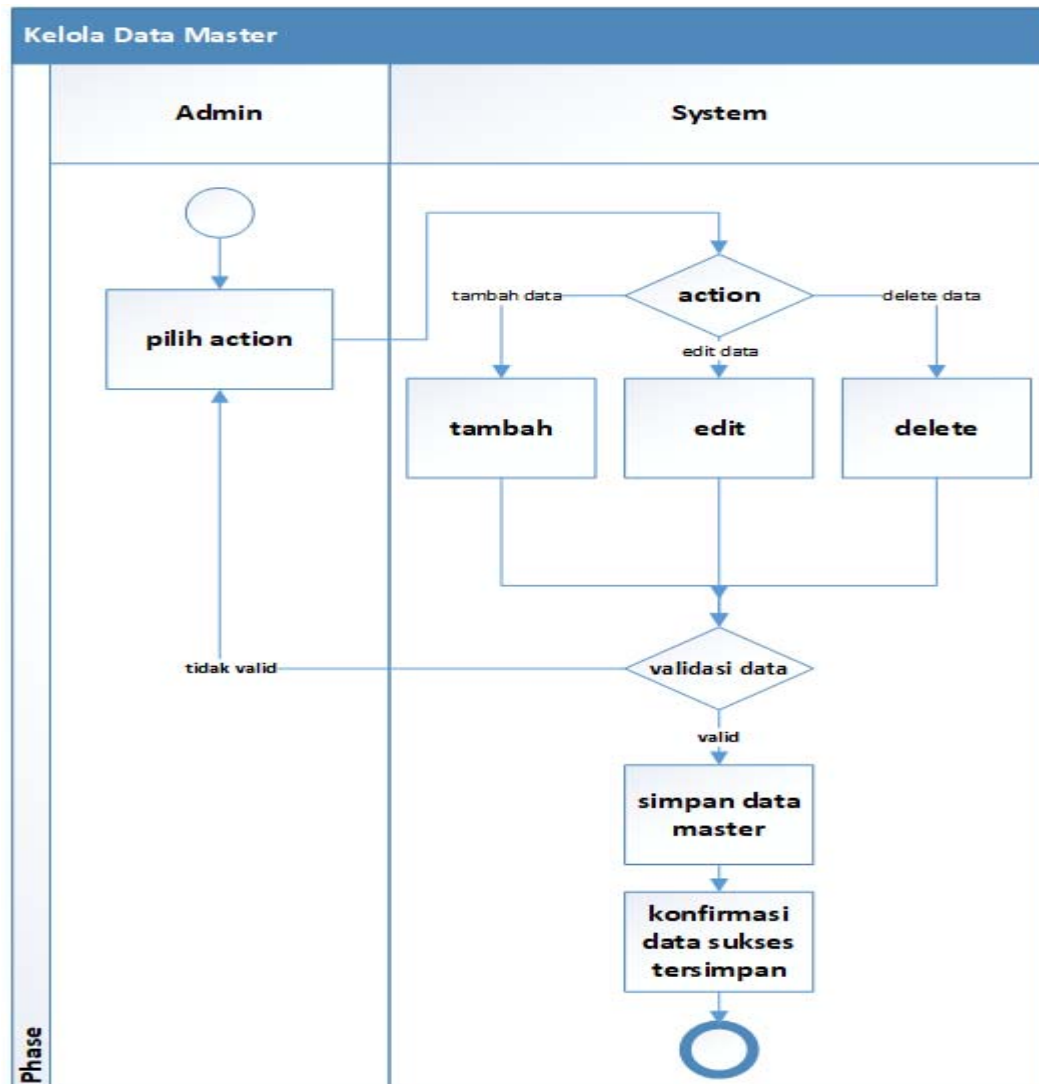 Kelola Data Master
Admin
System
pilih action
action
tambah data
edit data
delete data
tambah
edit
delete
validasi data
tidak valid
valid
simpan data
master
konfirmasi
data sukses
tersimpan
Phase